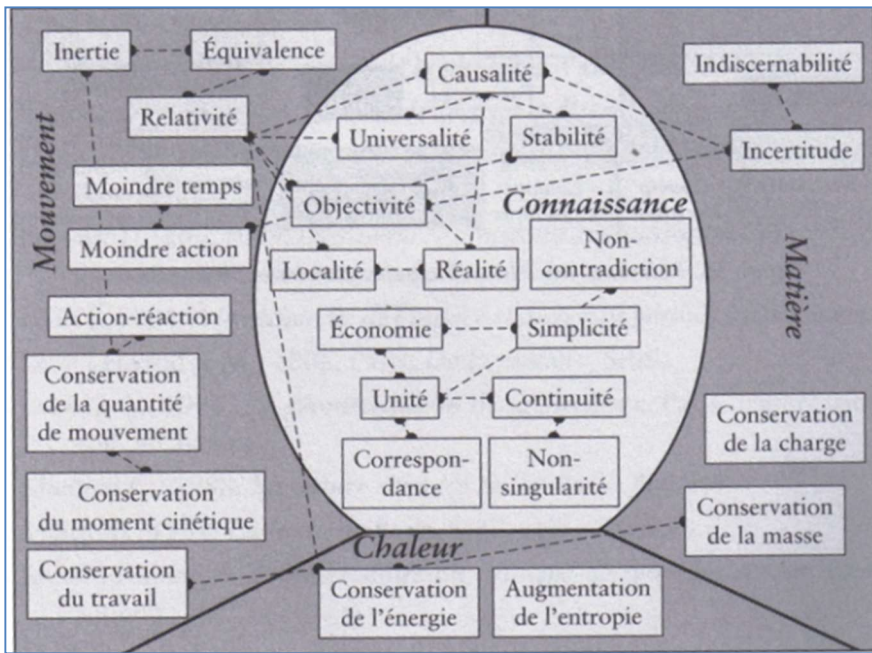 Inertie
Équivalence
Relativité
Mouvement
Moindre temps
Moindre action
Action-réaction
Conservation
de la quantité
de mouvement
Conservation
du moment cinétique
Conservation
du travail
Causalité
Universalité
Stabilité
Objectivité
Connaissance
Localité
Réalité
Non-
contradiction
Économie
Simplicité
Unité
Continuité
Correspon-
dance
Non-
singularité
Indiscernabilité
Incertitude
Matière
Conservation
de la charge
Conservation
de la masse
Chaleur
Conservation
de l’énergie
Augmentation
de l’entropie